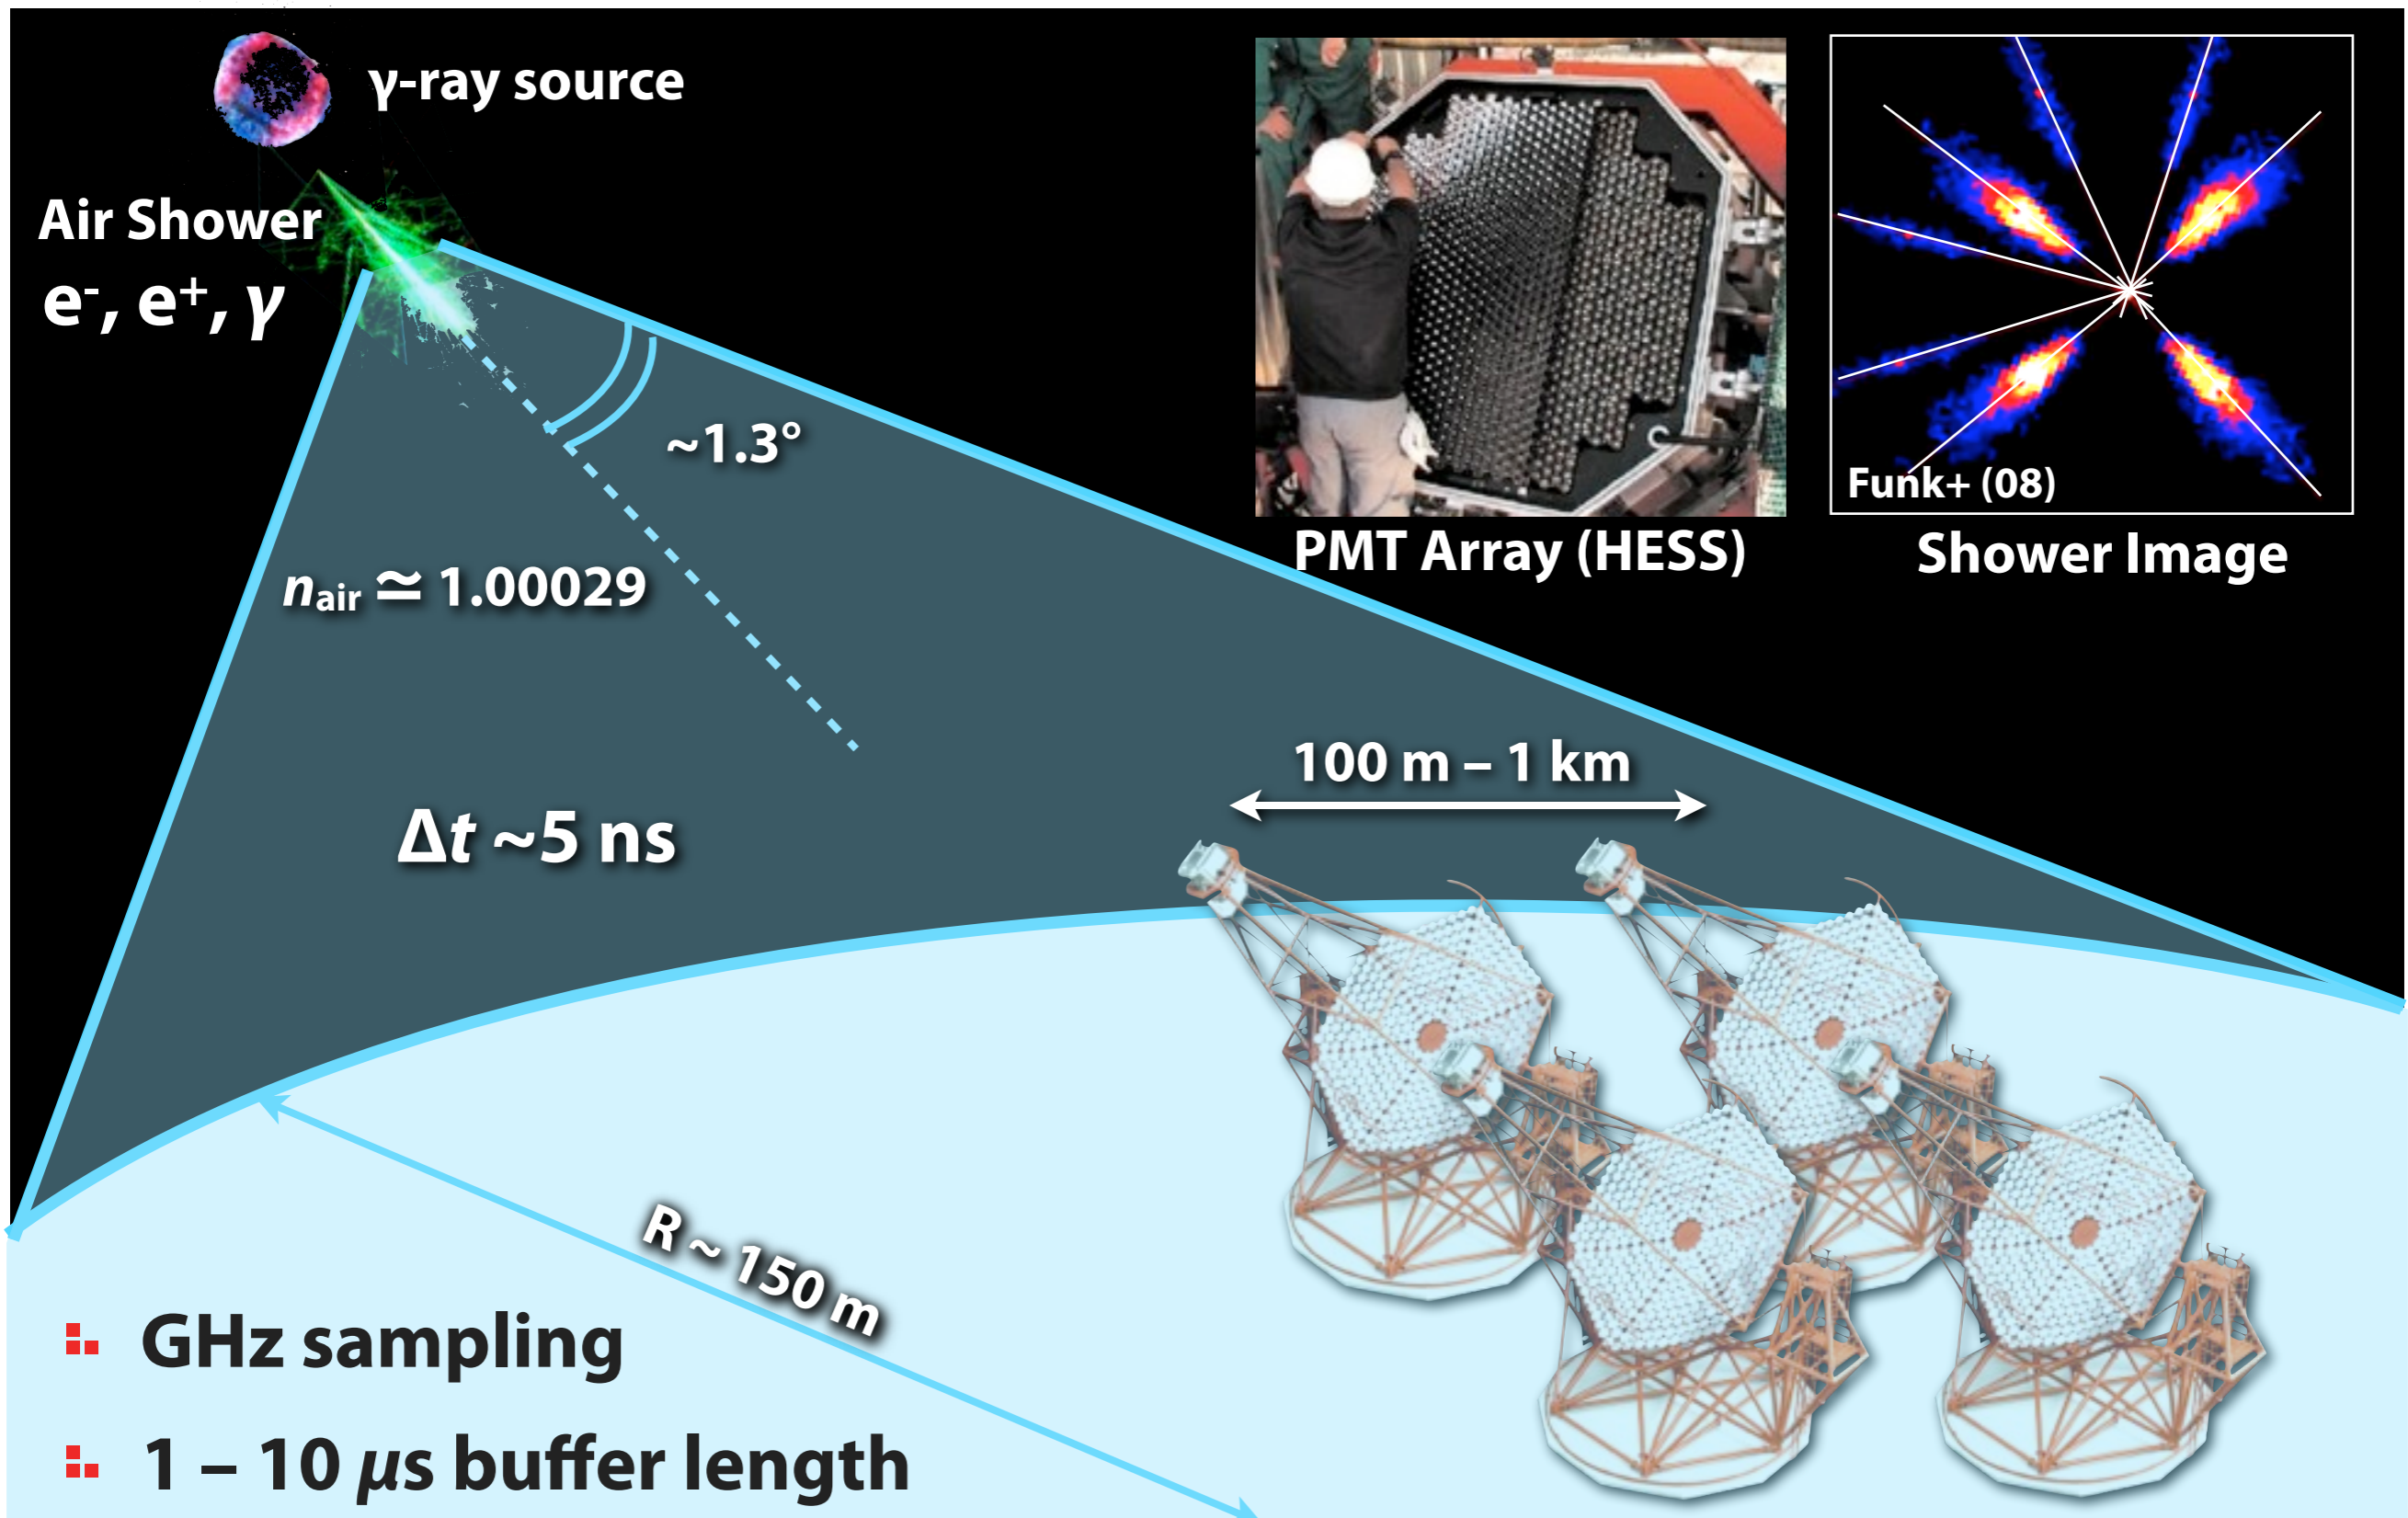 γ-ray source
Air Shower
e⁻, e⁺, γ
~1.3°
n_air ≃ 1.00029
Δt ~5 ns
PMT Array (HESS)
Funk+ (08)
Shower Image
100 m – 1 km
R ~ 150 m
GHz sampling
1 – 10 μs buffer length